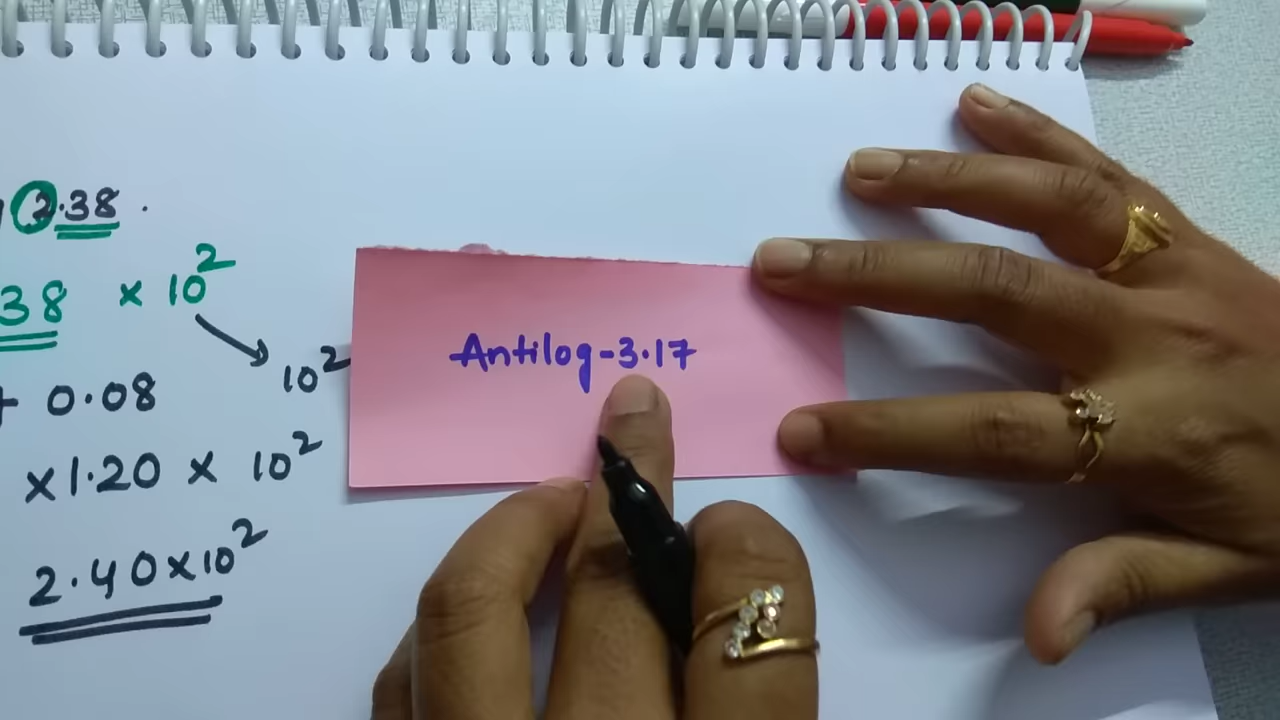 2.38 .
38 × 10²
10²
+ 0.08
×1.20 × 10²
2.40×10²
Antilog-3.17